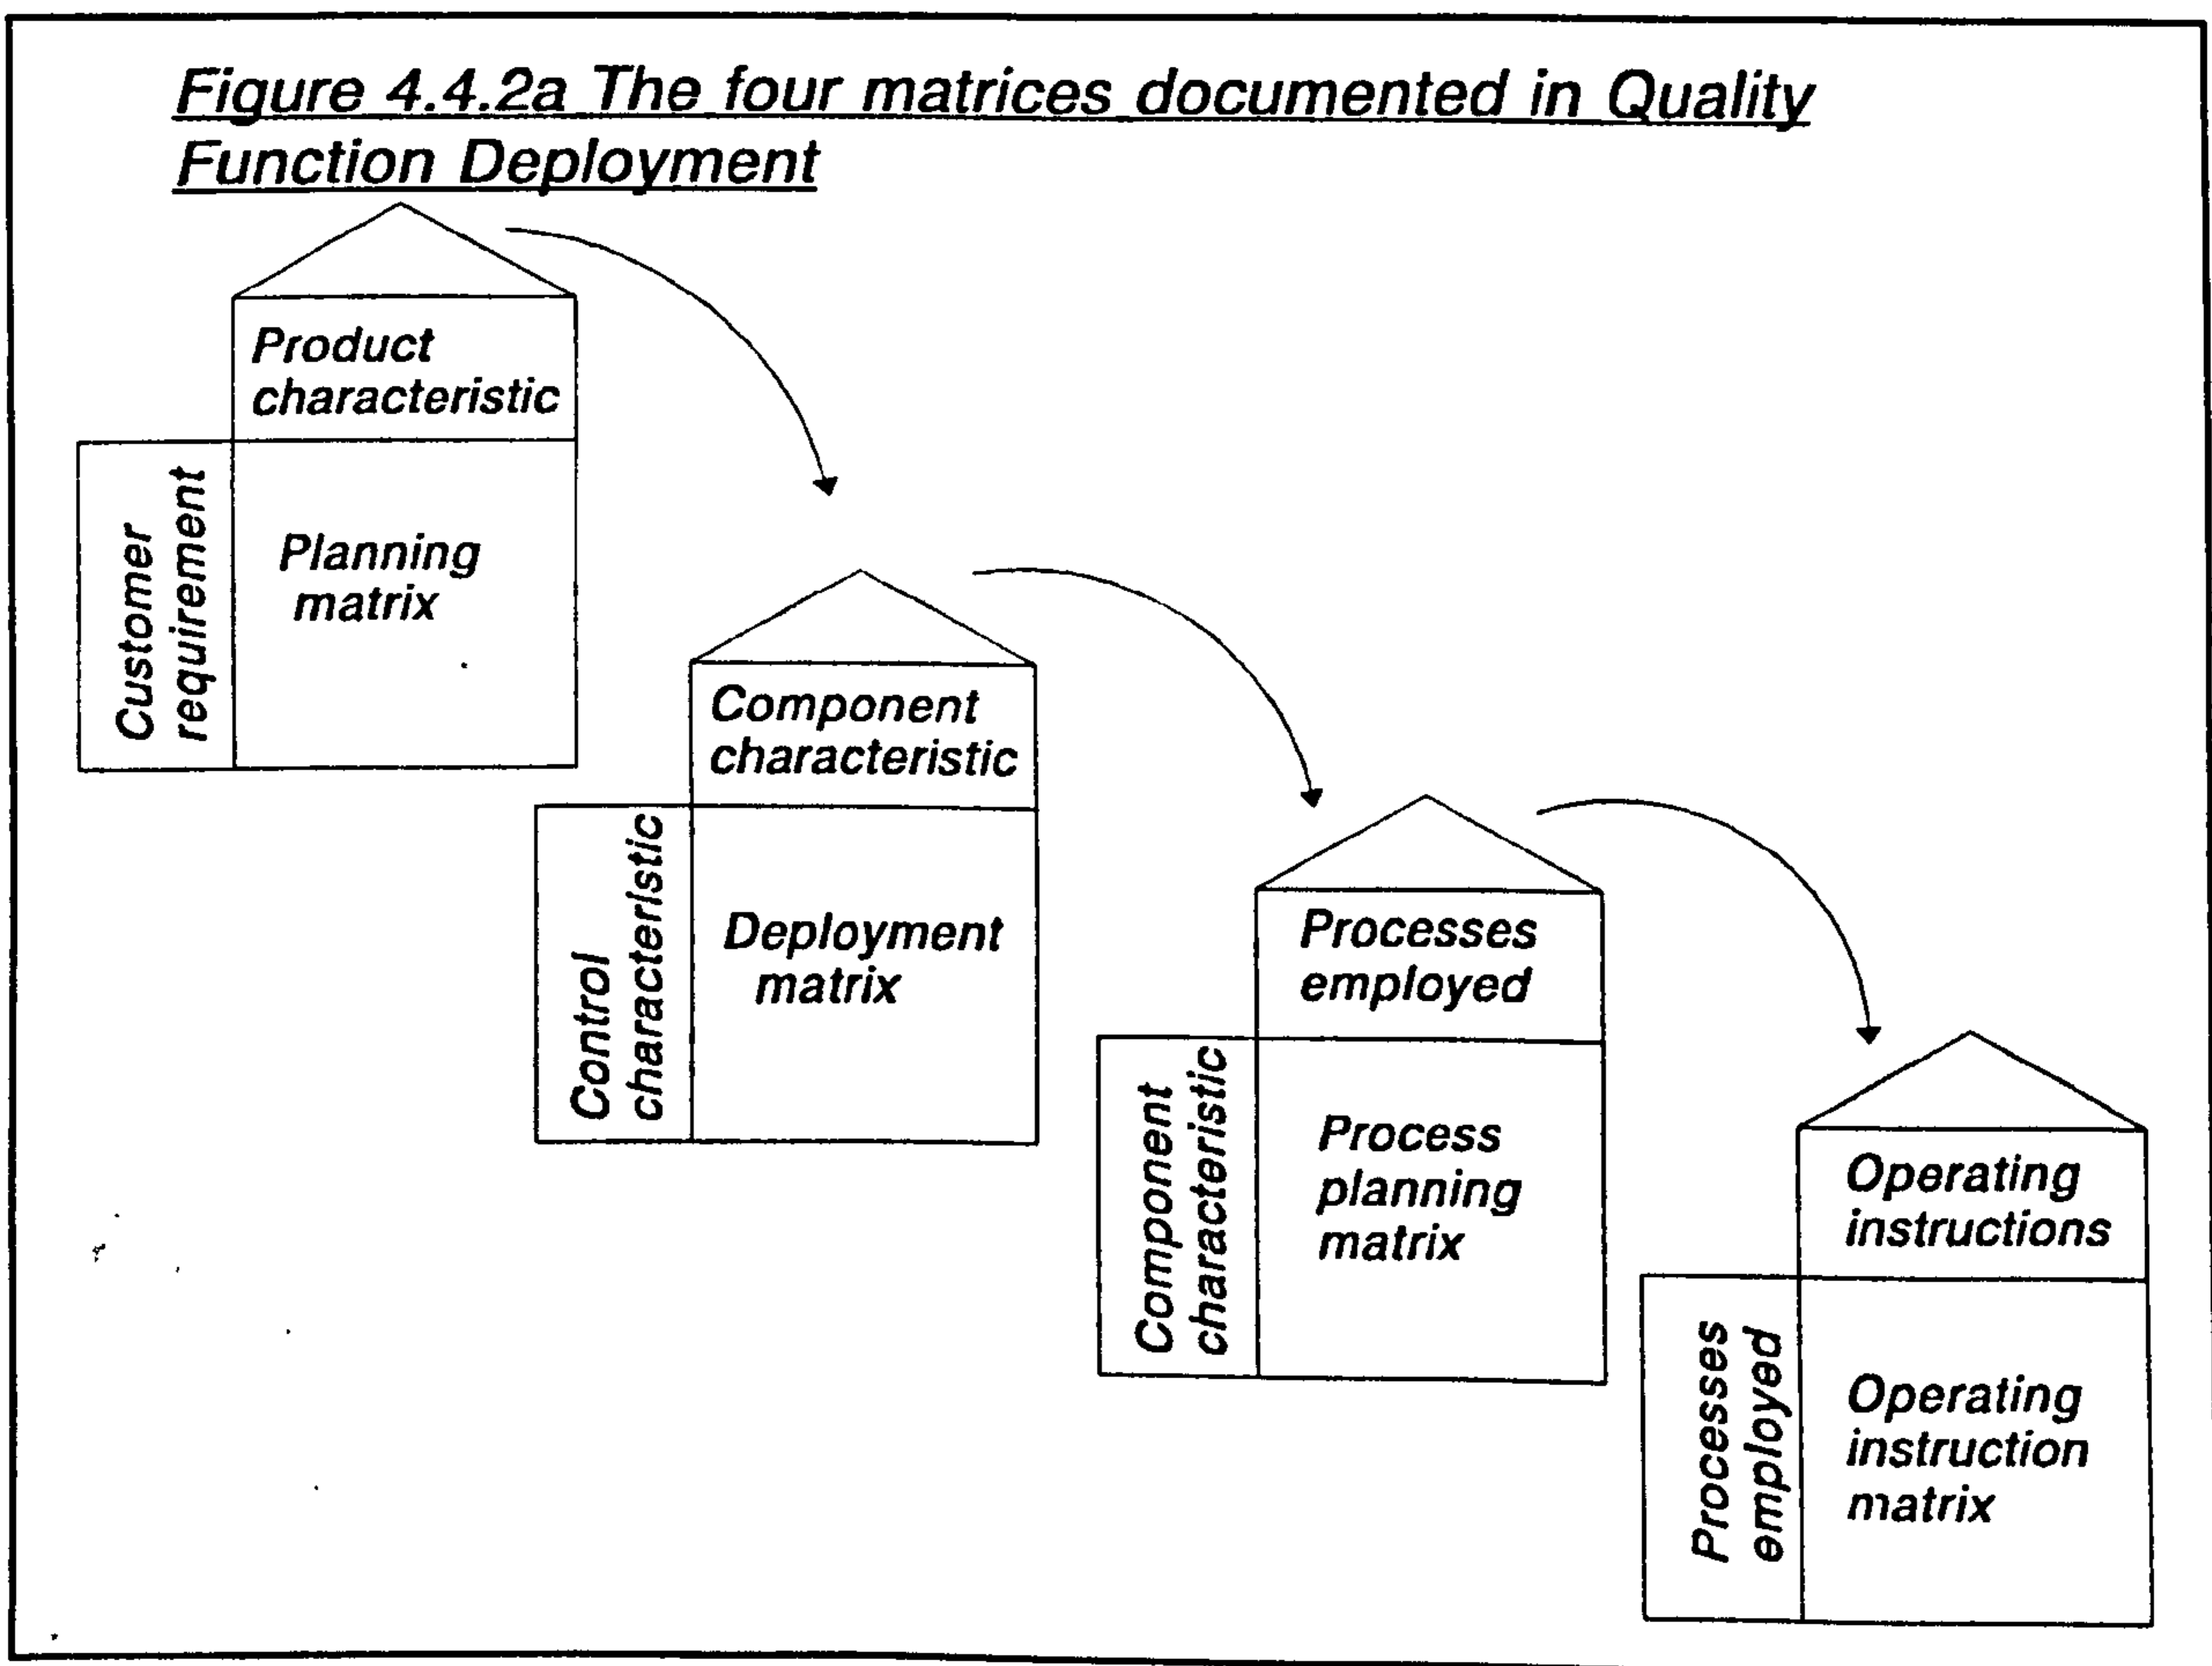 Figure 4.4.2a The four matrices documented in Quality
Function Deployment
Product
characteristic
Customer
requirement
Planning
matrix
Component
characteristic
Control
characteristic
Deployment
matrix
Processes
employed
Component
characteristic
Process
planning
matrix
Operating
instructions
Processes
employed
Operating
instruction
matrix